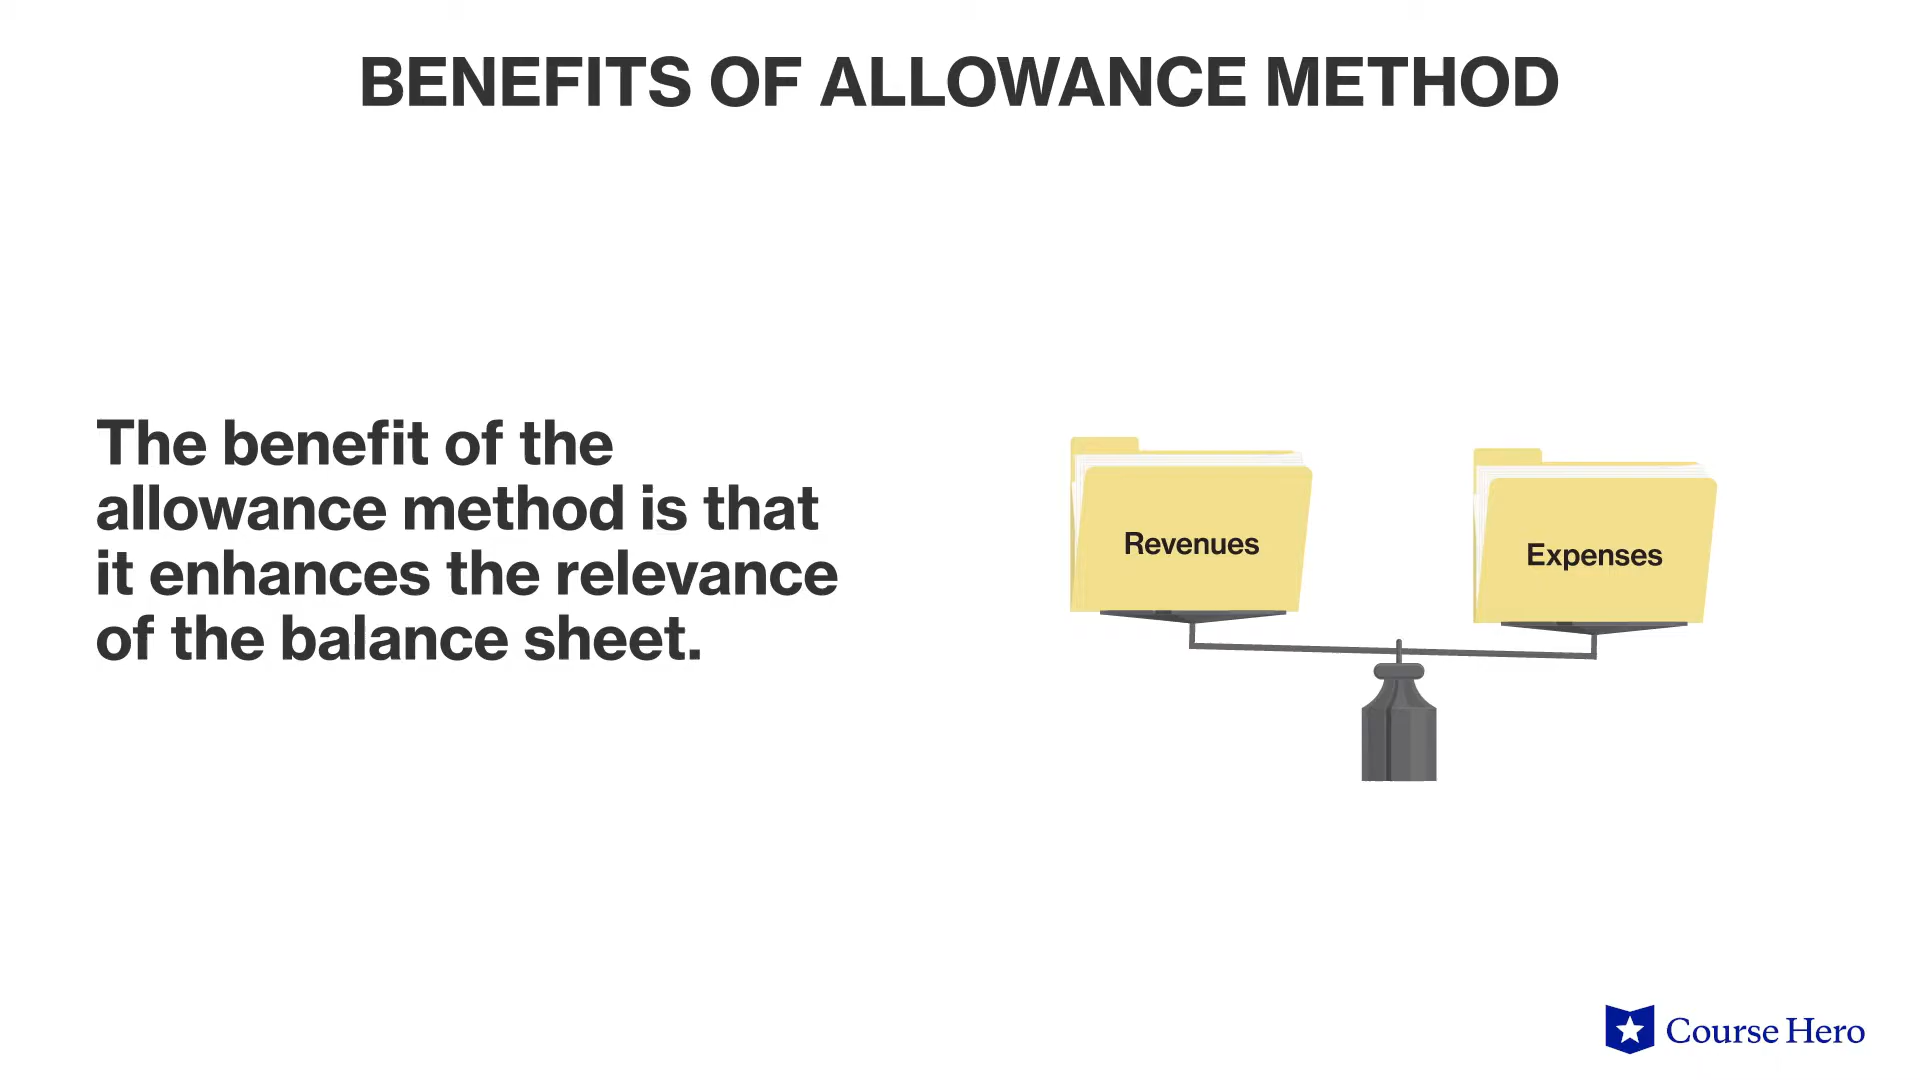 BENEFITS OF ALLOWANCE METHOD
The benefit of the
allowance method is that
it enhances the relevance
of the balance sheet.
Revenues
Expenses
Course Hero